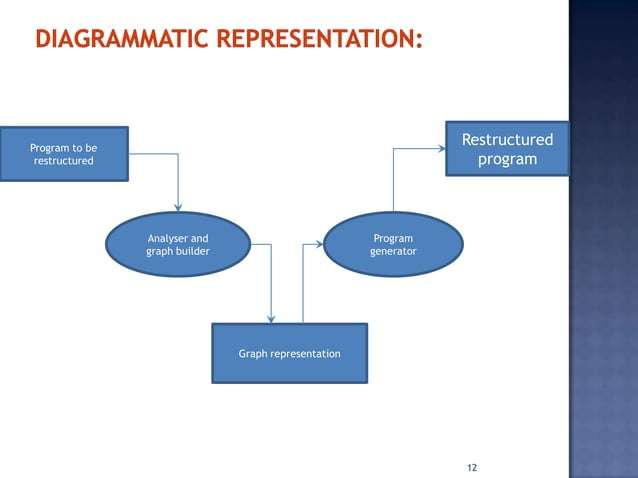 DIAGRAMMATIC REPRESENTATION:
Program to be
restructured
Restructured
program
Analyser and
graph builder
Program
generator
Graph representation
12